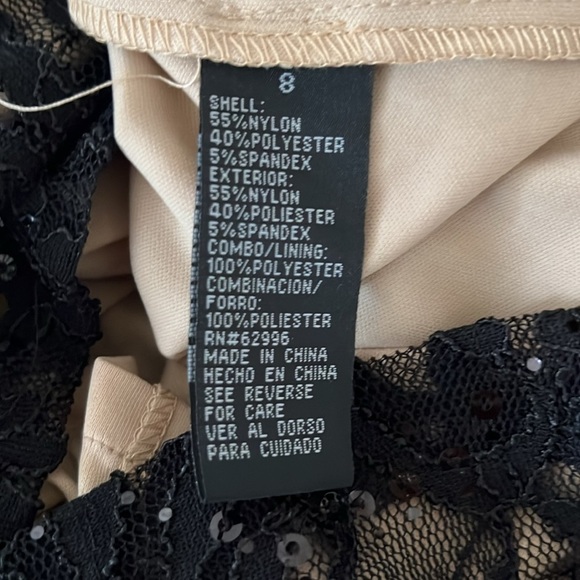 8
SHELL:
55%NYLON
40%POLYESTER
5%SPANDEX
EXTERIOR:
55%NYLON
40%POLIESTER
5%SPANDEX
COMBO/LINING:
100%POLYESTER
COMBINACION/
FORRO:
100%POLIESTER
RN#62996
MADE IN CHINA
HECHO EN CHINA
SEE REVERSE
FOR CARE
VER AL DORSO
PARA CUIDADO